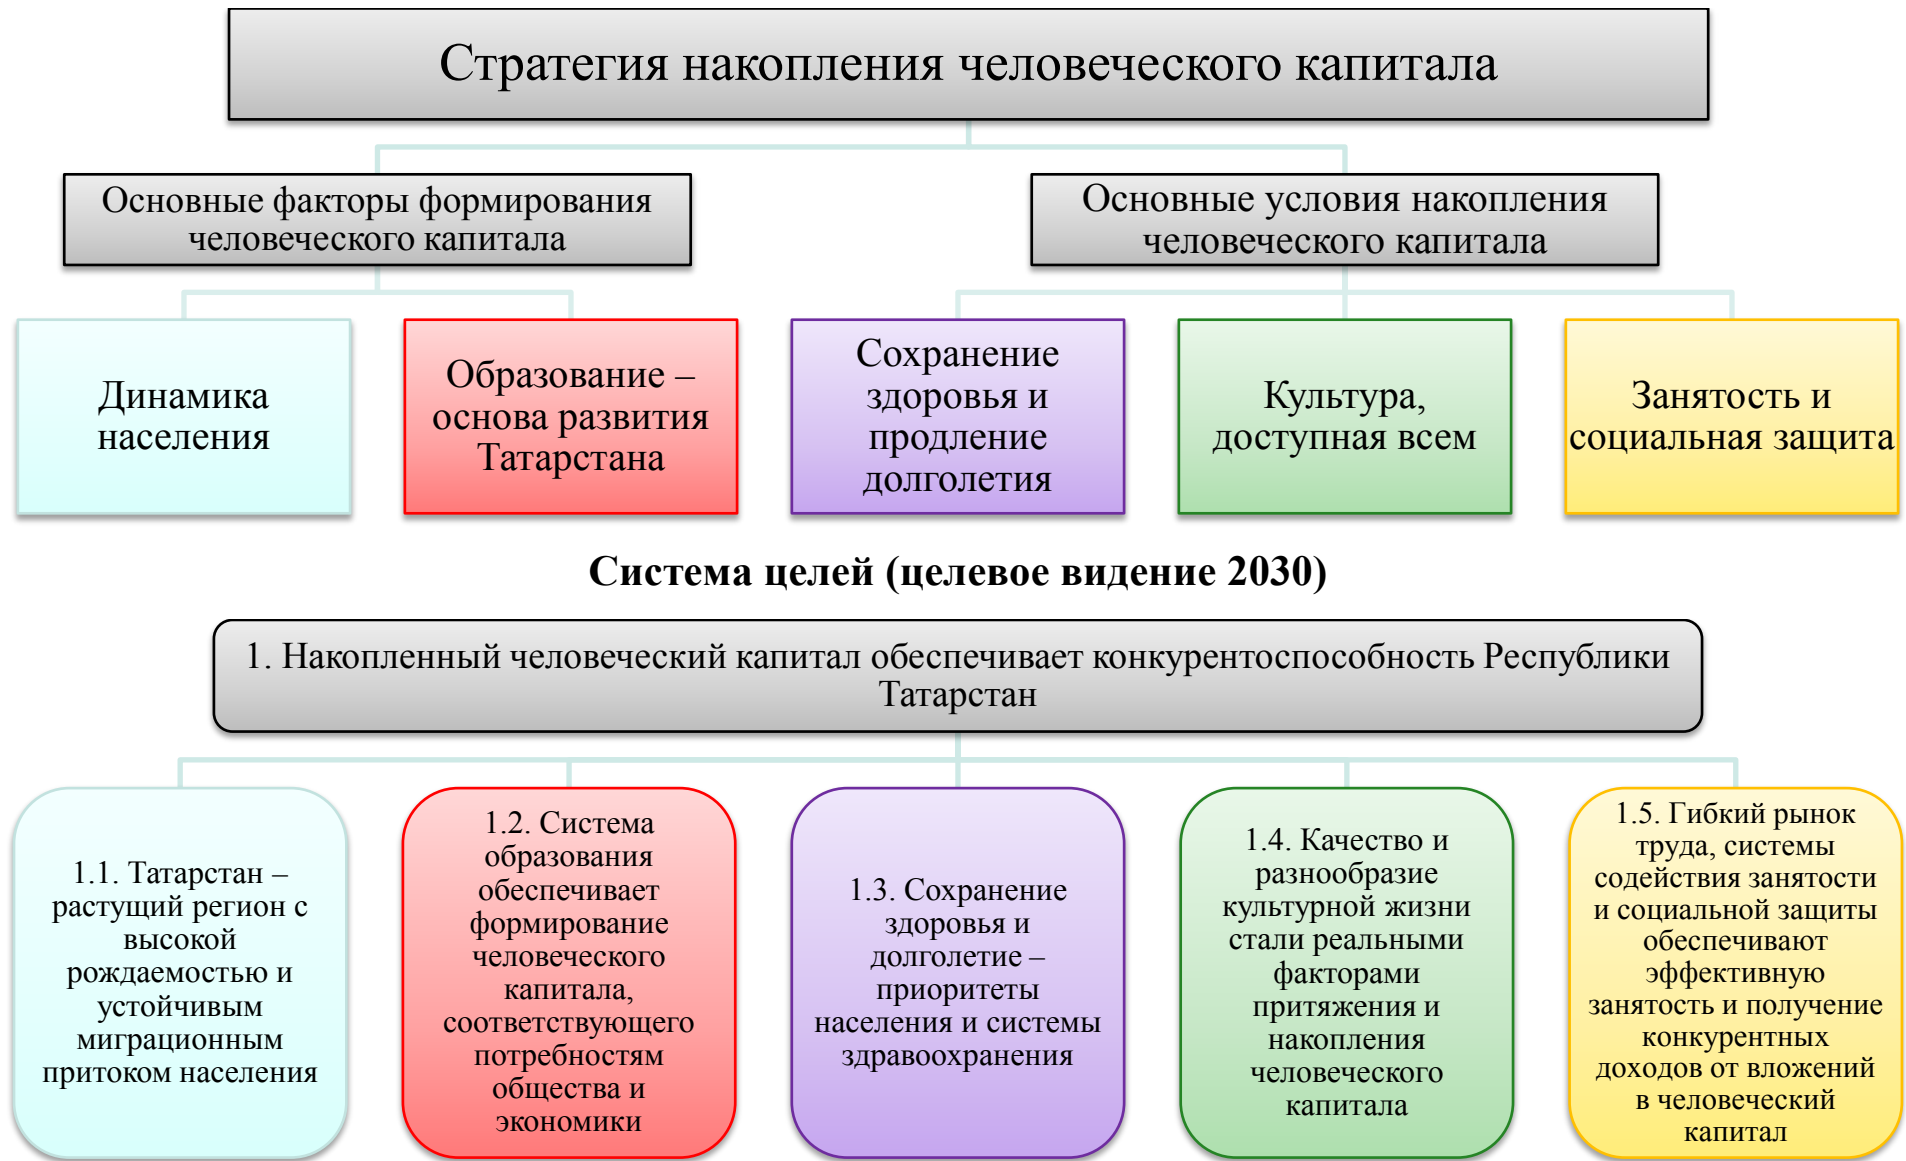 Стратегия накопления человеческого капитала
Основные факторы формирования
человеческого капитала
Основные условия накопления
человеческого капитала
Динамика
населения
Образование –
основа развития
Татарстана
Сохранение
здоровья и
продление
долголетия
Культура,
доступная всем
Занятость и
социальная защита
Система целей (целевое видение 2030)
1. Накопленный человеческий капитал обеспечивает конкурентоспособность Республики
Татарстан
1.1. Татарстан –
растущий регион с
высокой
рождаемостью и
устойчивым
миграционным
притоком населения
1.2. Система
образования
обеспечивает
формирование
человеческого
капитала,
соответствующего
потребностям
общества и
экономики
1.3. Сохранение
здоровья и
долголетие –
приоритеты
населения и системы
здравоохранения
1.4. Качество и
разнообразие
культурной жизни
стали реальными
факторами
притяжения и
накопления
человеческого
капитала
1.5. Гибкий рынок
труда, системы
содействия занятости
и социальной защиты
обеспечивают
эффективную
занятость и получение
конкурентных
доходов от вложений
в человеческий
капитал